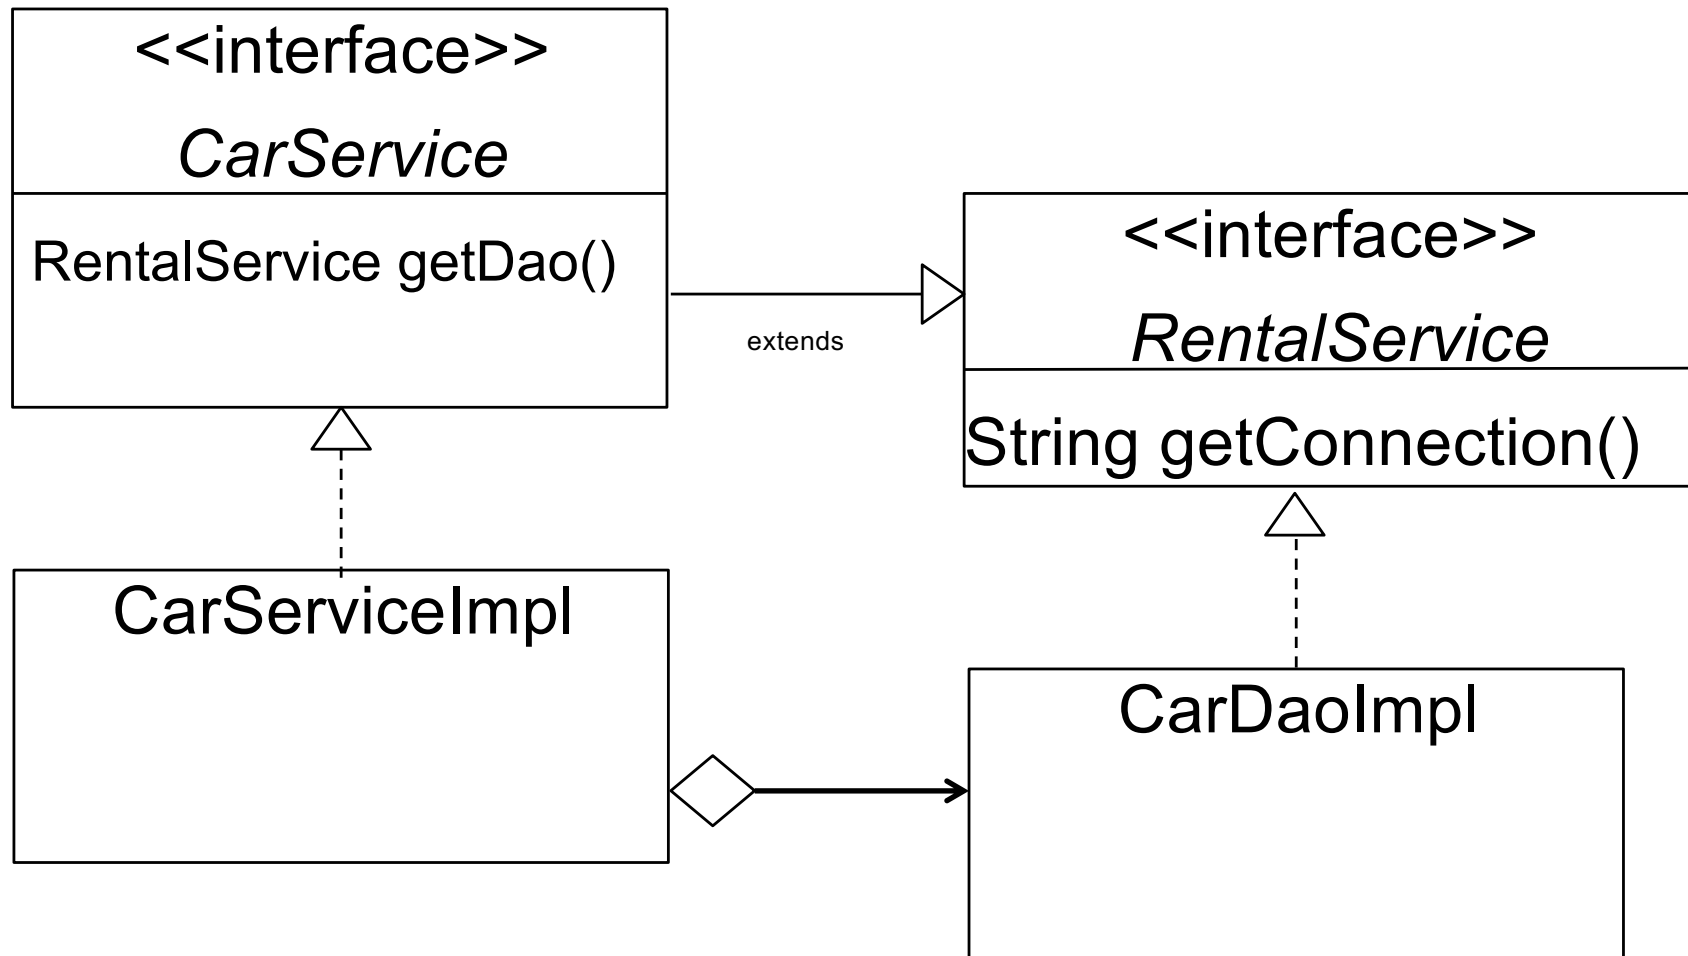 <<interface>>
CarService
RentalService getDao()
<<interface>>
RentalService
String getConnection()
extends
CarServiceImpl
CarDaoImpl